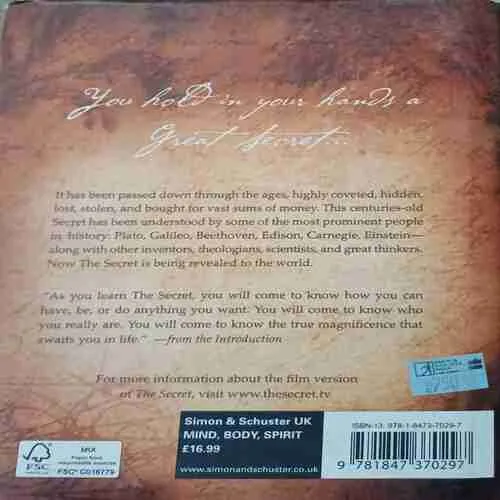 You hold in your hands a
Great Secret...
It has been passed down through the ages, highly coveted, hidden,
lost, stolen, and bought for vast sums of money. This centuries-old
Secret has been understood by some of the most prominent people
in history: Plato, Galileo, Beethoven, Edison, Carnegie, Einstein—
along with other inventors, theologians, scientists, and great thinkers.
Now The Secret is being revealed to the world.
"As you learn The Secret, you will come to know how you can
have, be, or do anything you want. You will come to know who
you really are. You will come to know the true magnificence that
awaits you in life." —from the Introduction
For more information about the film version
of The Secret, visit www.thesecret.tv
Simon & Schuster UK
MIND, BODY, SPIRIT
£16.99
www.simonandschuster.co.uk
ISBN-13: 978-1-8473-7029-7
9 781847 370297
FSC
MIX
FSC® C016779